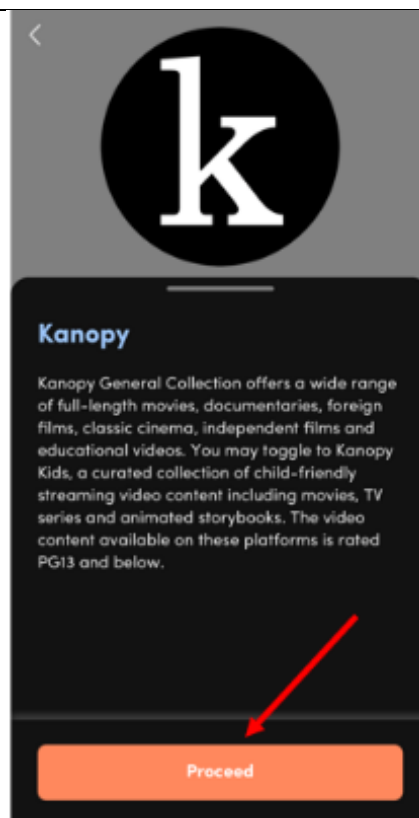 k
Kanopy
Kanopy General Collection offers a wide range
of full-length movies, documentaries, foreign
films, classic cinema, independent films and
educational videos. You may toggle to Kanopy
Kids, a curated collection of child-friendly
streaming video content including movies, TV
series and animated storybooks. The video
content available on these platforms is rated
PG13 and below.
Proceed